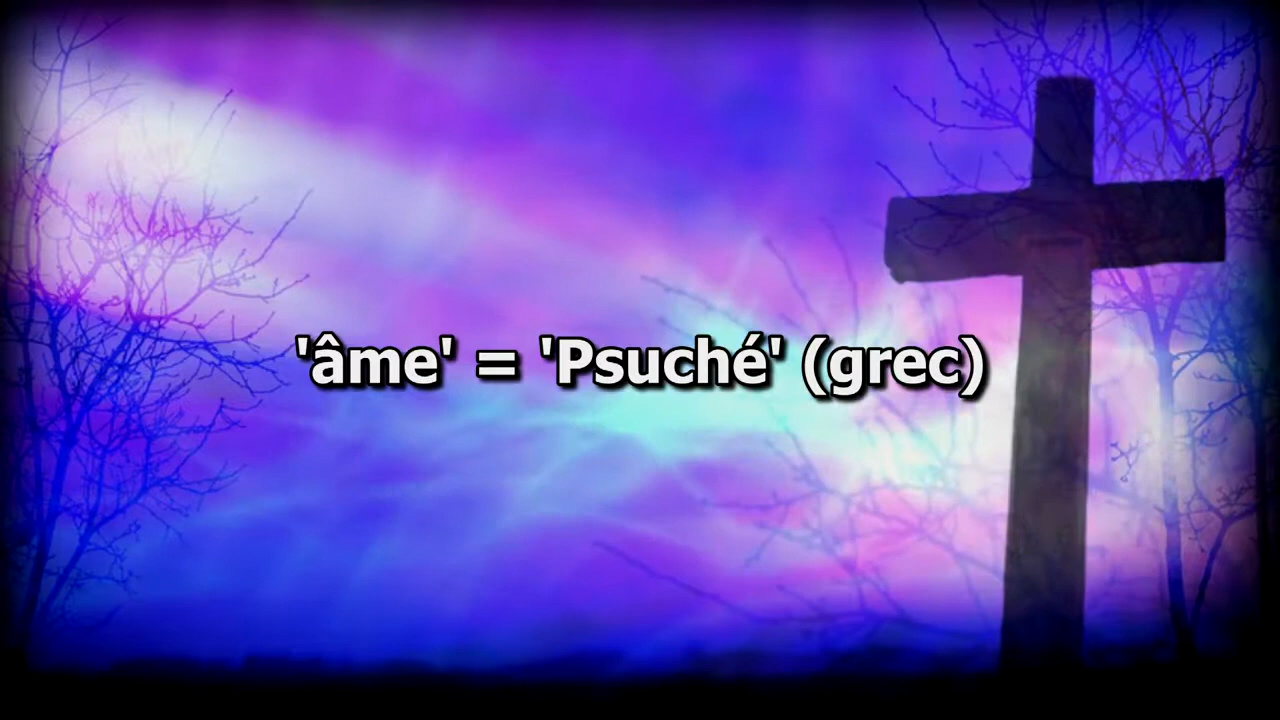 'âme' = 'Psuché' (grec)